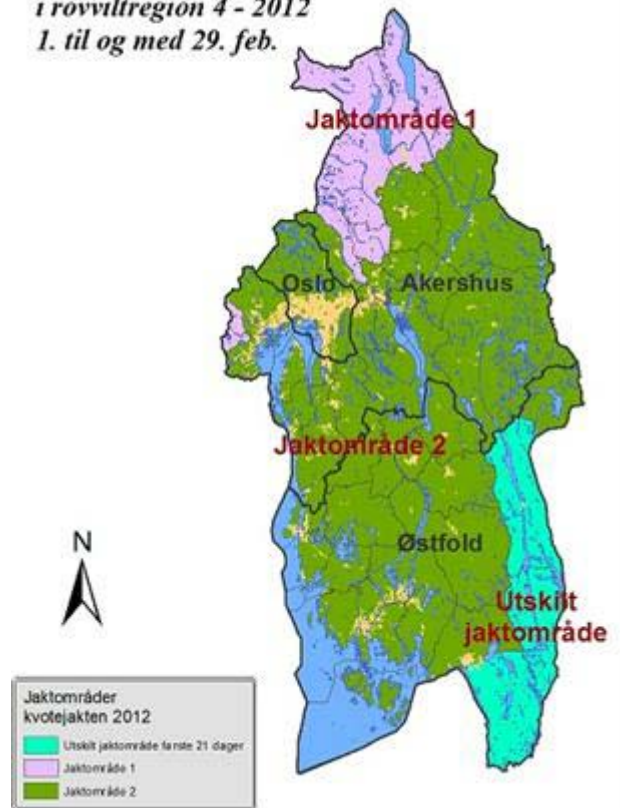 i rovviltregion 4 - 2012
1. til og med 29. feb.
Jaktområde 1
Oslo
Akershus
Jaktområde 2
Østfold
N
Utskilt
jaktområde
Jaktområder
kvotejakten 2012
Utskilt jaktområde første 21 dager
Jaktområde 1
Jaktområde 2